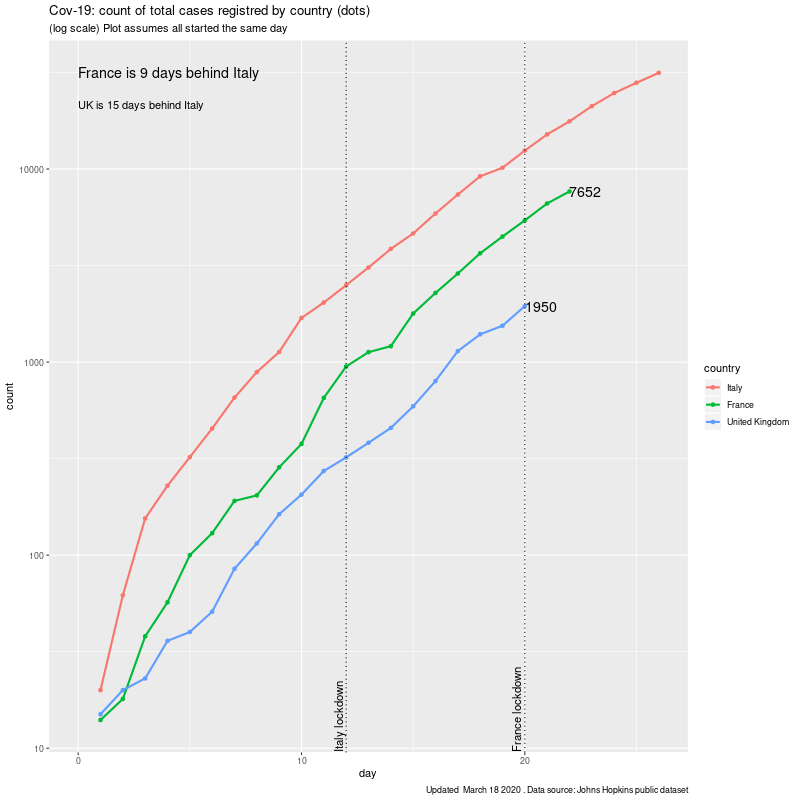 Cov-19: count of total cases registred by country (dots)
(log scale) Plot assumes all started the same day
France is 9 days behind Italy
UK is 15 days behind Italy
10000
7652
1950
1000
100
10
count
Italy lockdown
France lockdown
0
10
20
day
country
Italy
France
United Kingdom
Updated March 18 2020 . Data source: Johns Hopkins public dataset